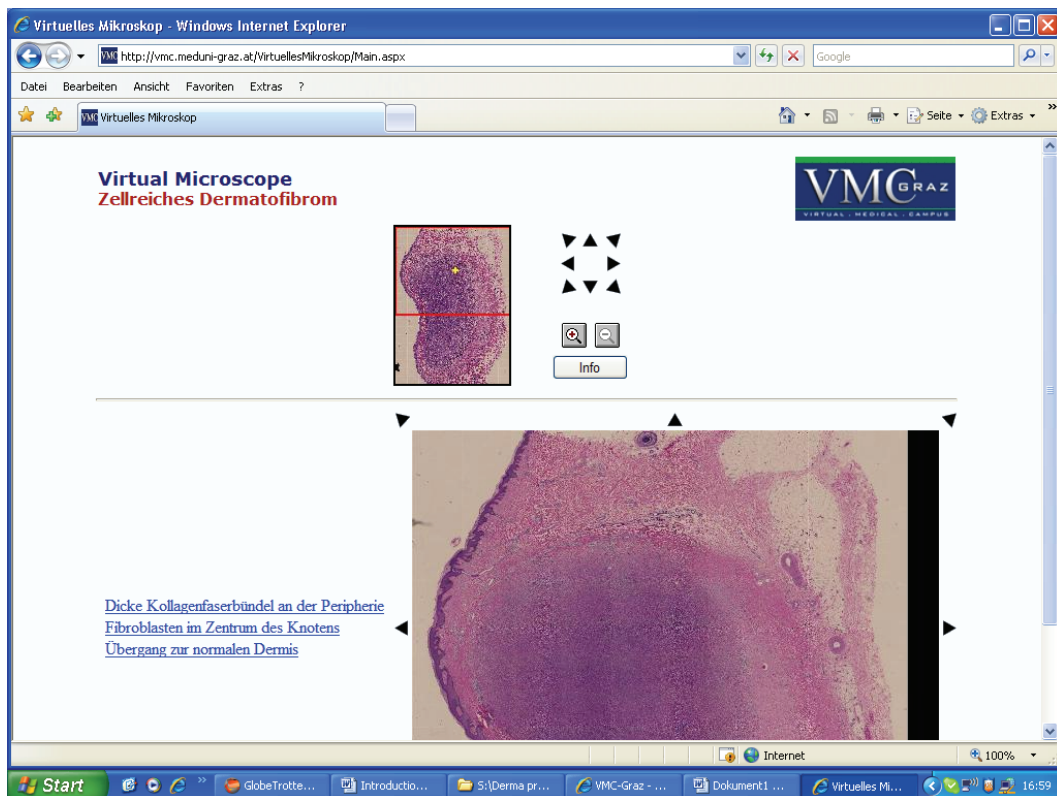 Virtuelles Mikroskop - Windows Internet Explorer
VMC http://vmc.meduni-graz.at/VirtuellesMikroskop/Main.aspx
Google
Datei Bearbeiten Ansicht Favoriten Extras ?
VMC Virtuelles Mikroskop
Seite Extras »
Virtual Microscope
Zellreiches Dermatofibrom
VMC GRAZ
VIRTUAL . MEDICAL . CAMPUS
Info
Dicke Kollagenfaserbündel an der Peripherie
Fibroblasten im Zentrum des Knotens
Übergang zur normalen Dermis
Internet
100%
Start » GlobeTrotte... Introductio... S:\Derma pr... VMC-Graz - ... Dokument1 ... Virtuelles Mi... 16:59